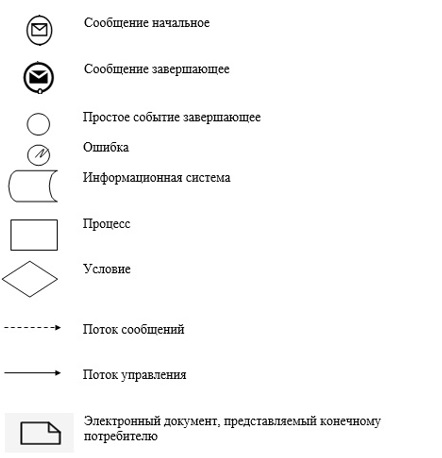 Сообщение начальное
Сообщение завершающее
Простое событие завершающее
Ошибка
Информационная система
Процесс
Условие
Поток сообщений
Поток управления
Электронный документ, представляемый конечному
потребителю